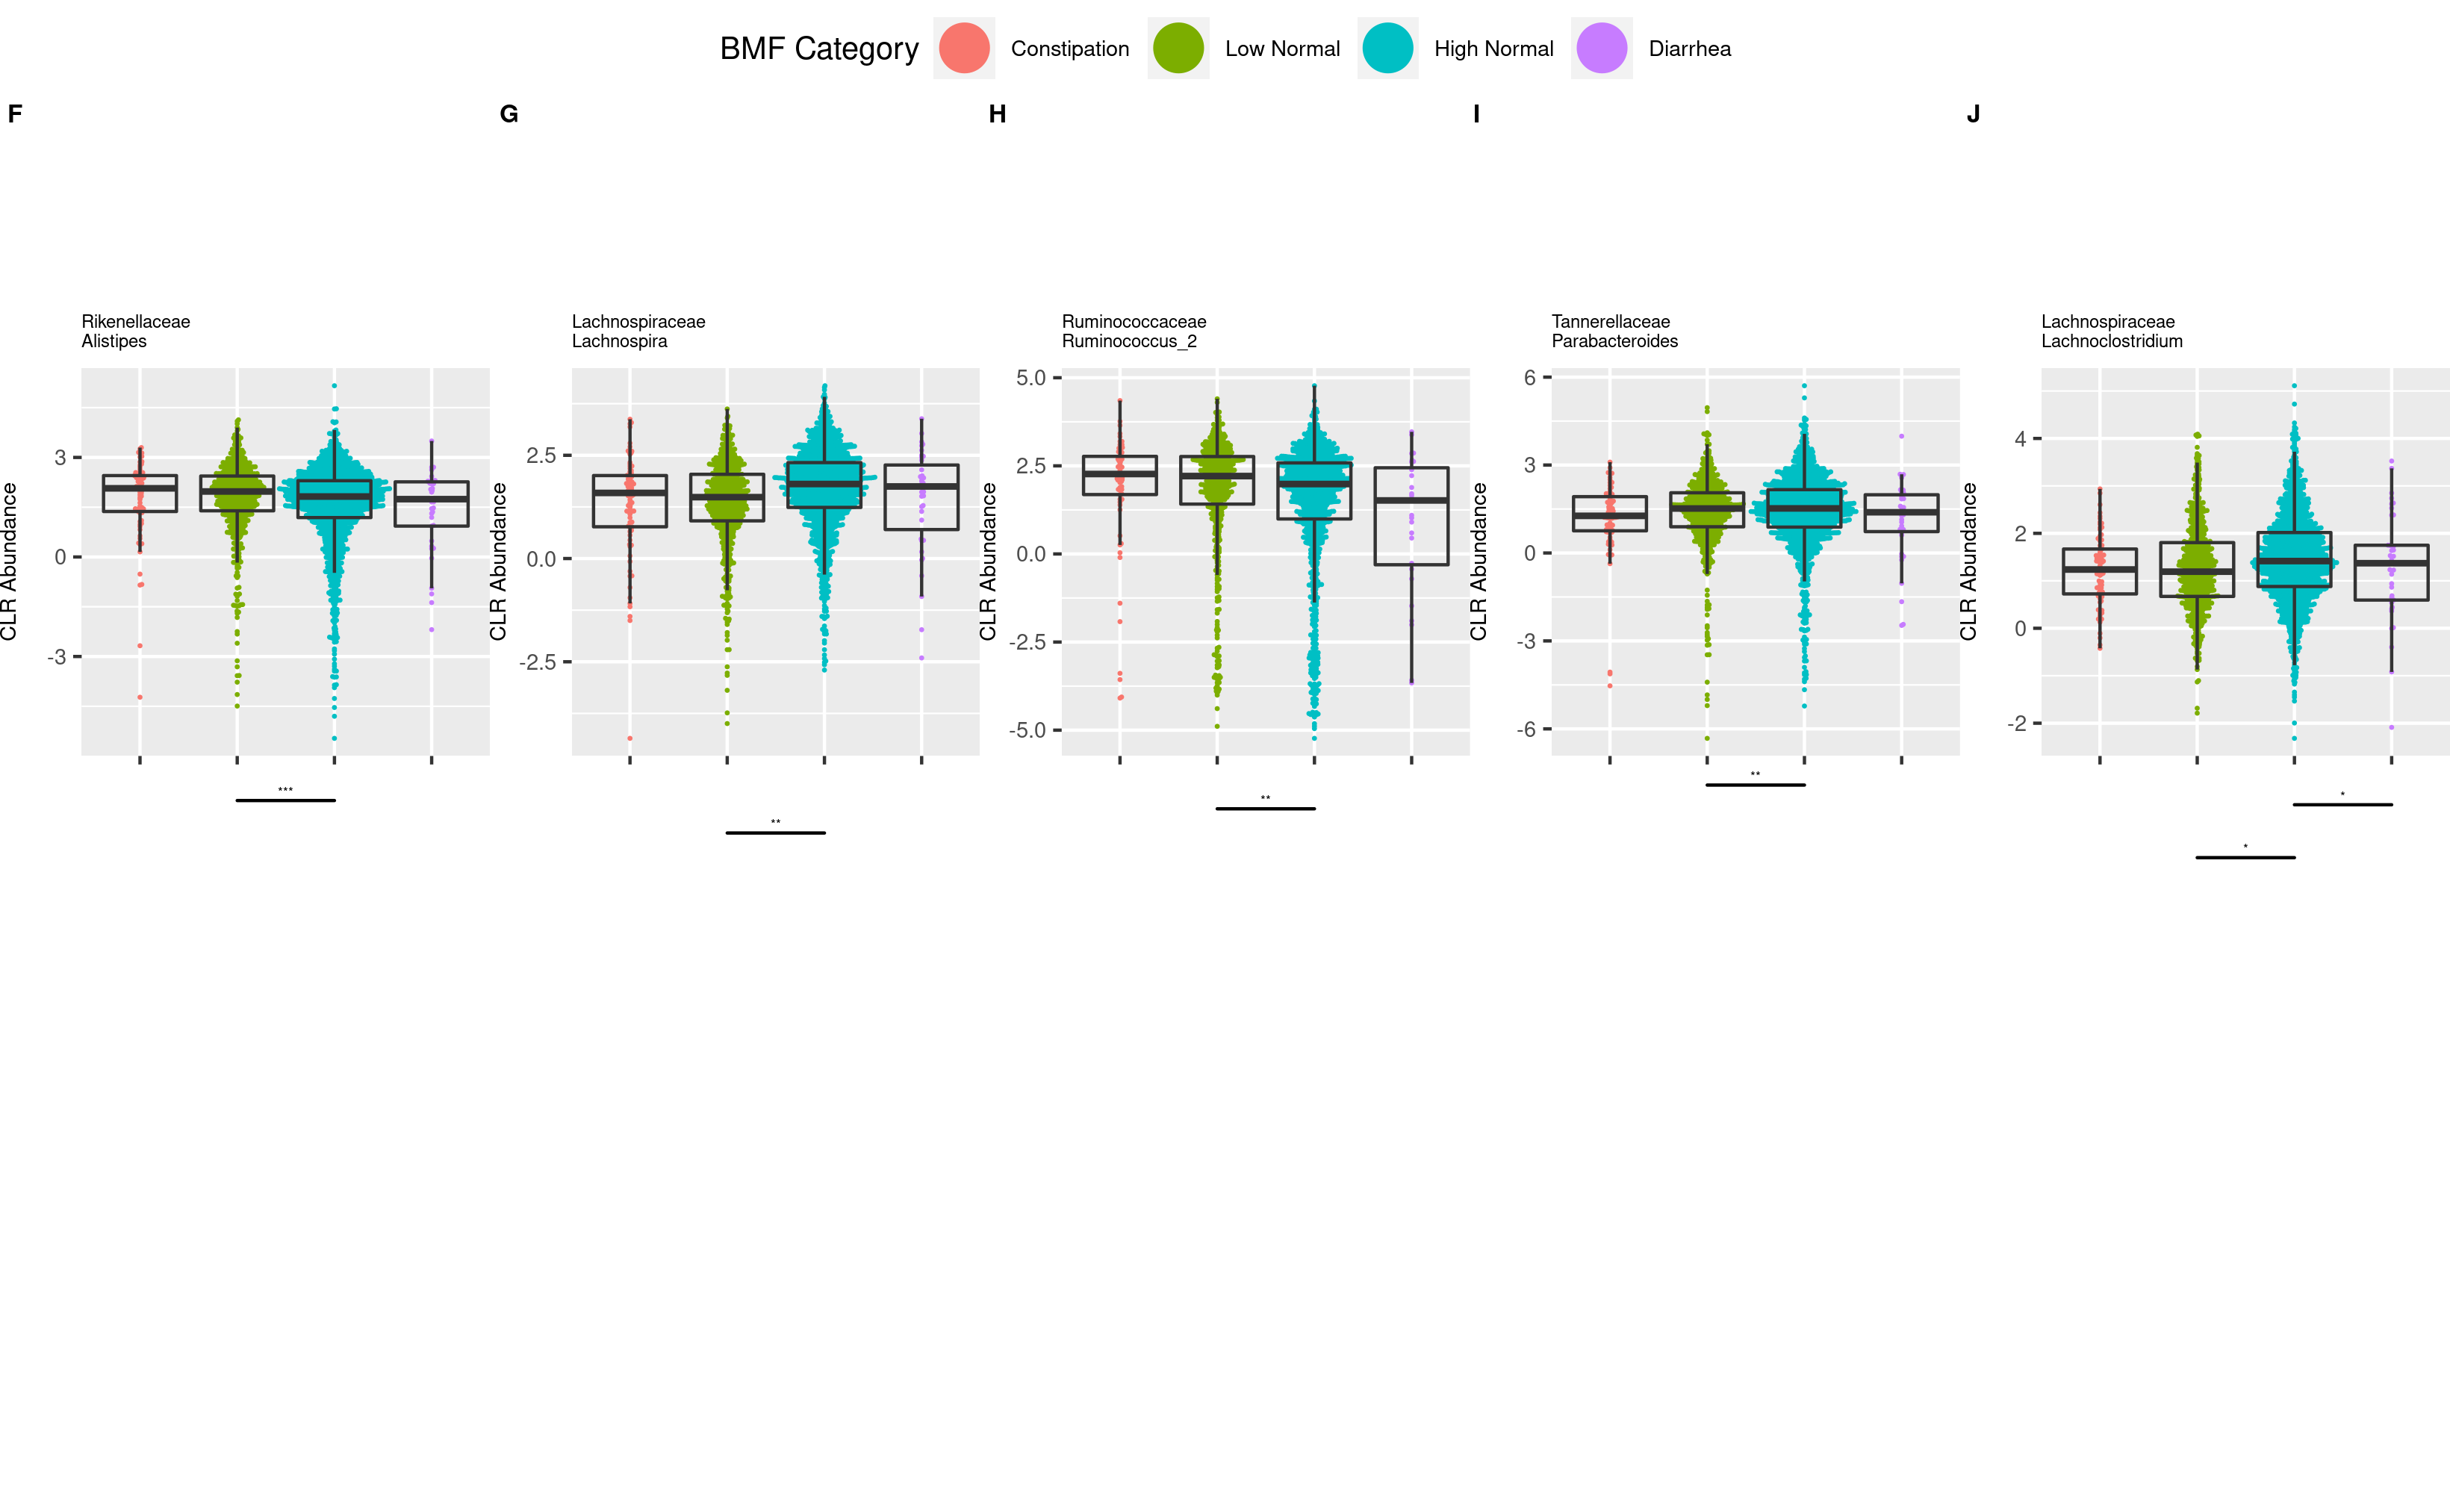 BMF Category Constipation Low Normal High Normal Diarrhea
F G H I J
Rikenellaceae
Alistipes
CLR Abundance
3
0
-3
***
Lachnospiraceae
Lachnospira
CLR Abundance
2.5
0.0
-2.5
**
Ruminococcaceae
Ruminococcus_2
CLR Abundance
5.0
2.5
0.0
-2.5
-5.0
**
Tannerellaceae
Parabacteroides
CLR Abundance
6
3
0
-3
-6
**
Lachnospiraceae
Lachnoclostridium
CLR Abundance
4
2
0
-2
*
*